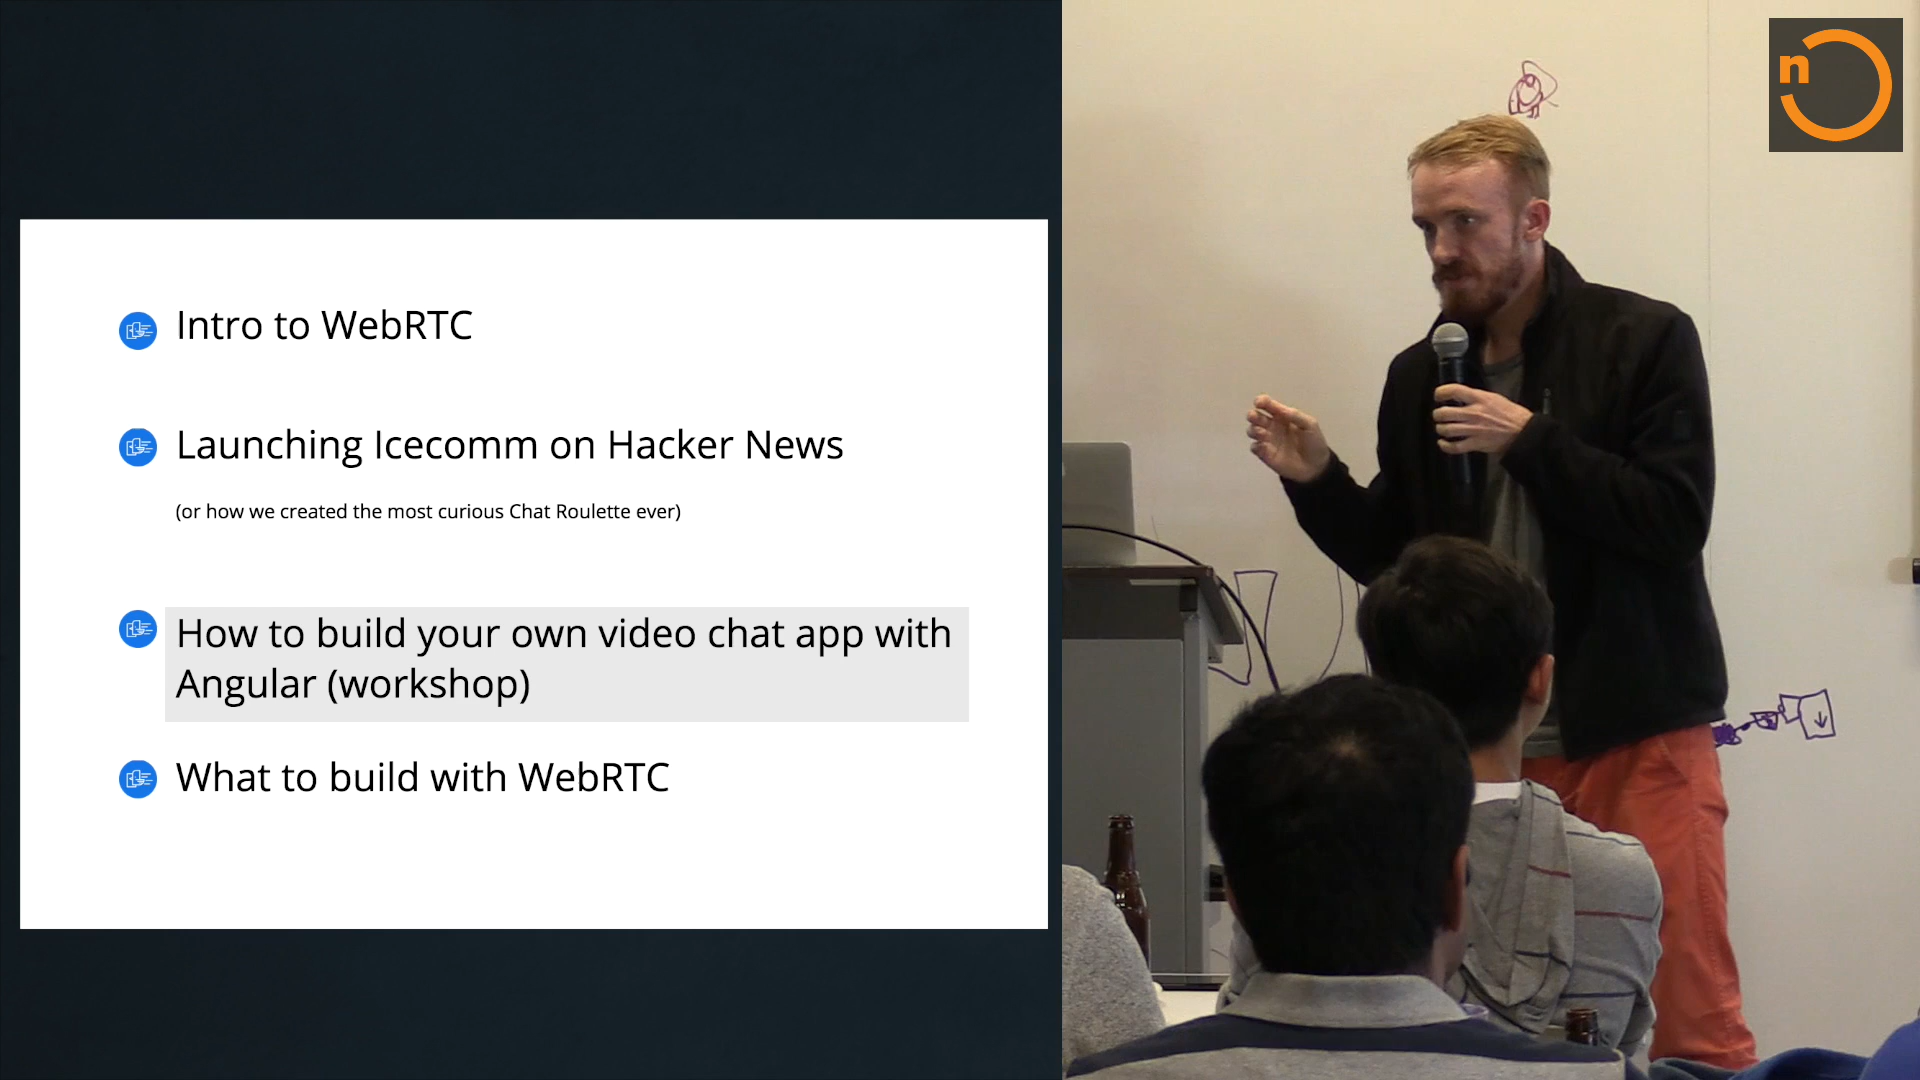 Intro to WebRTC
Launching Icecomm on Hacker News
(or how we created the most curious Chat Roulette ever)
How to build your own video chat app with
Angular (workshop)
What to build with WebRTC
n